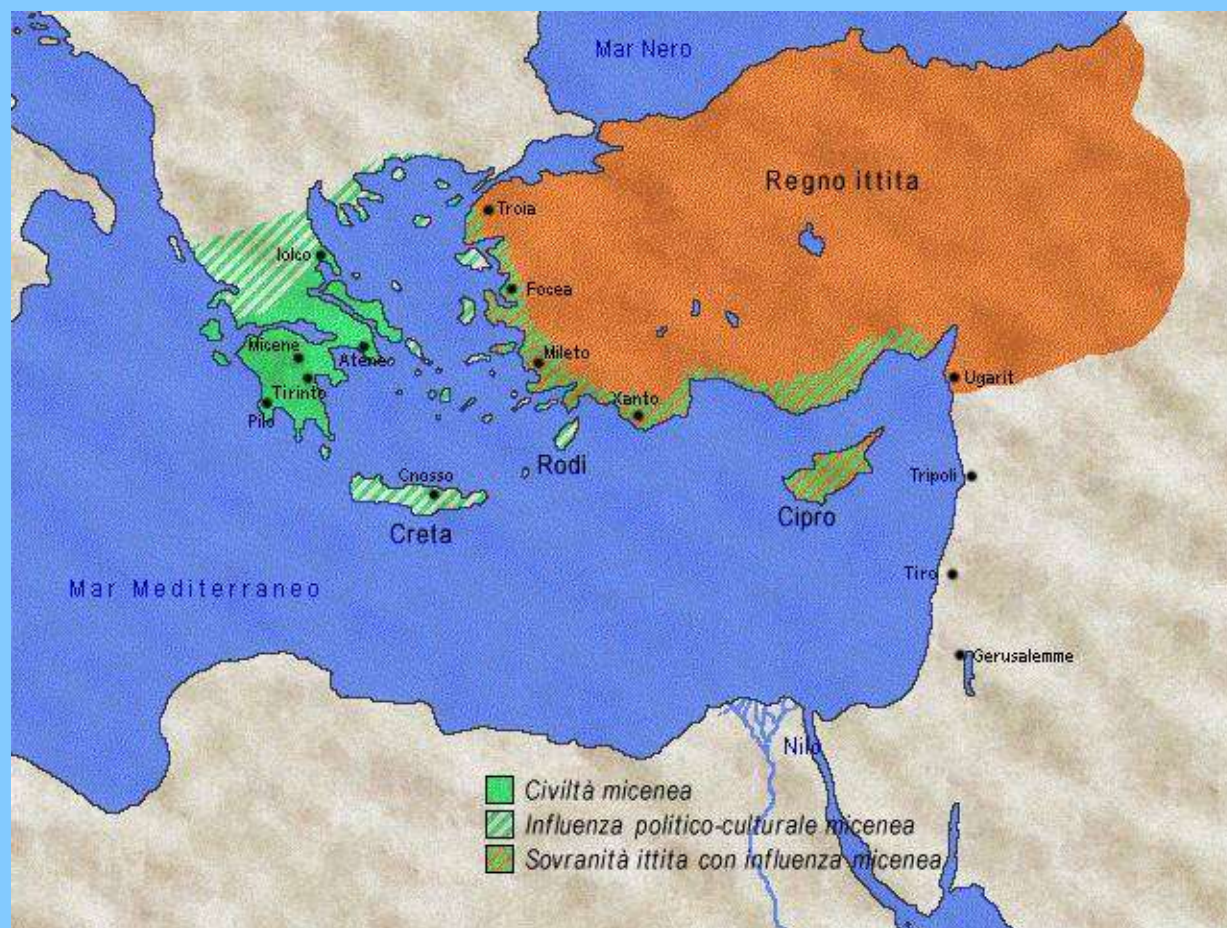 Mar Nero
Regno ittita
Troia
Iolco
Focea
Micene
Ateneo
Mileto
Tirinto
Ugarit
Pilo
Xanto
Rodi
Cnosso
Tripoli
Creta
Cipro
Tiro
Mar Mediterraneo
Gerusalemme
Nilo
Civiltà micenea
Influenza politico-culturale micenea
Sovranità ittita con influenza micenea